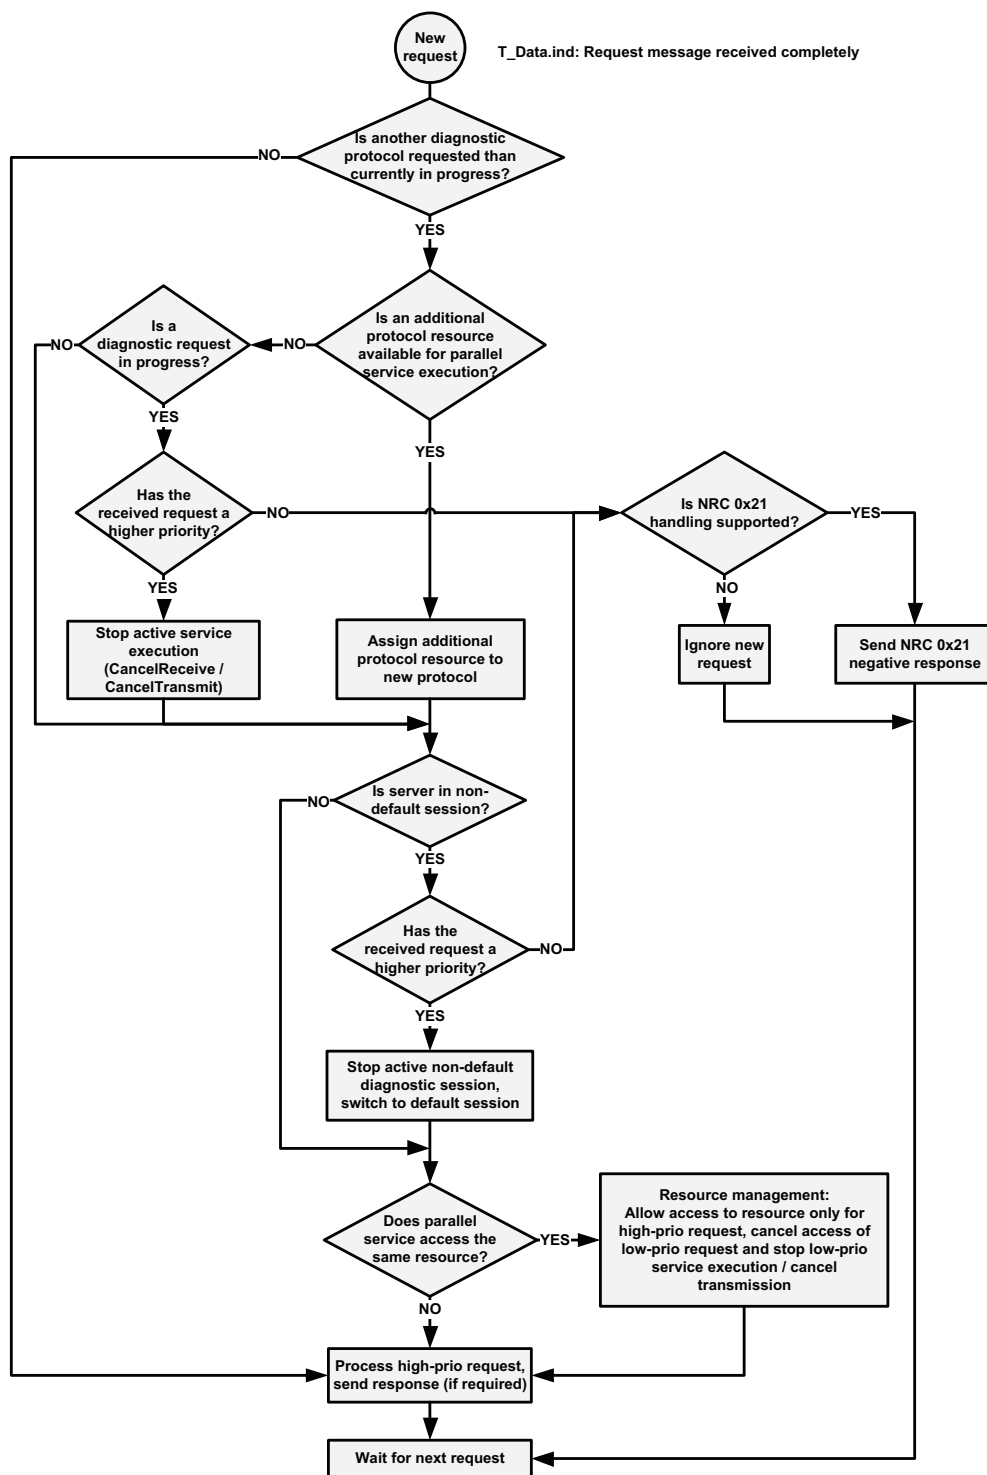 New
request
T_Data.ind: Request message received completely
Is another diagnostic
protocol requested than
currently in progress?
NO
YES
Is an additional
protocol resource
available for parallel
service execution?
NO
Is a
diagnostic request
in progress?
NO
YES
YES
Has the
received request a
higher priority?
NO
Is NRC 0x21
handling supported?
YES
YES
NO
Stop active service
execution
(CancelReceive /
CancelTransmit)
Assign additional
protocol resource to
new protocol
Ignore new
request
Send NRC 0x21
negative response
Is server in non-
default session?
NO
YES
Has the
received request a
higher priority?
NO
YES
Stop active non-default
diagnostic session,
switch to default session
Does parallel
service access the
same resource?
YES
Resource management:
Allow access to resource only for
high-prio request, cancel access of
low-prio request and stop low-prio
service execution / cancel
transmission
NO
Process high-prio request,
send response (if required)
Wait for next request